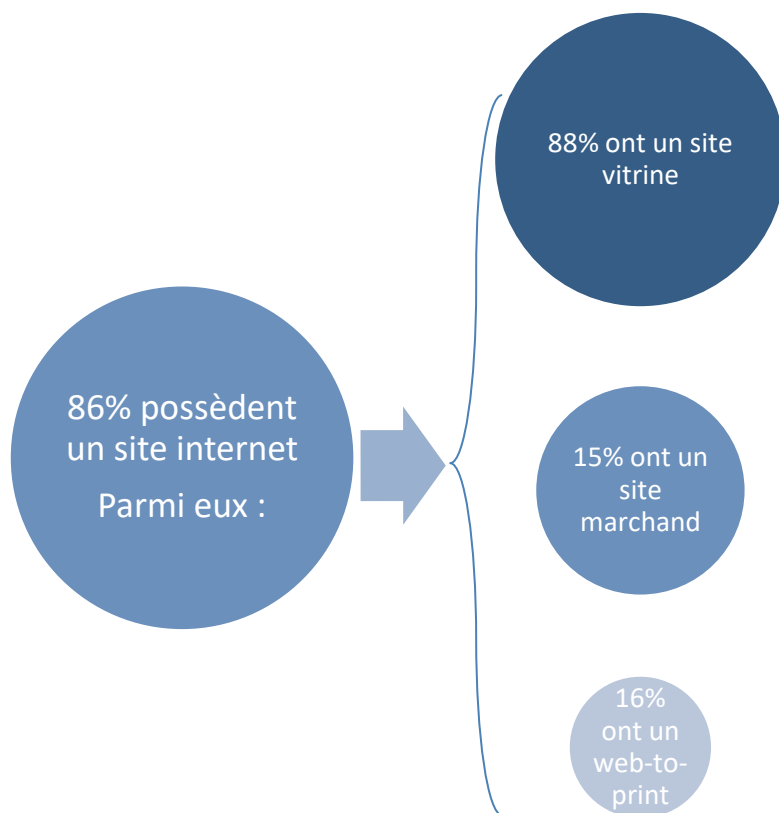 86% possèdent
un site internet
Parmi eux :
88% ont un site
vitrine
15% ont un
site
marchand
16%
ont un
web-to-
print